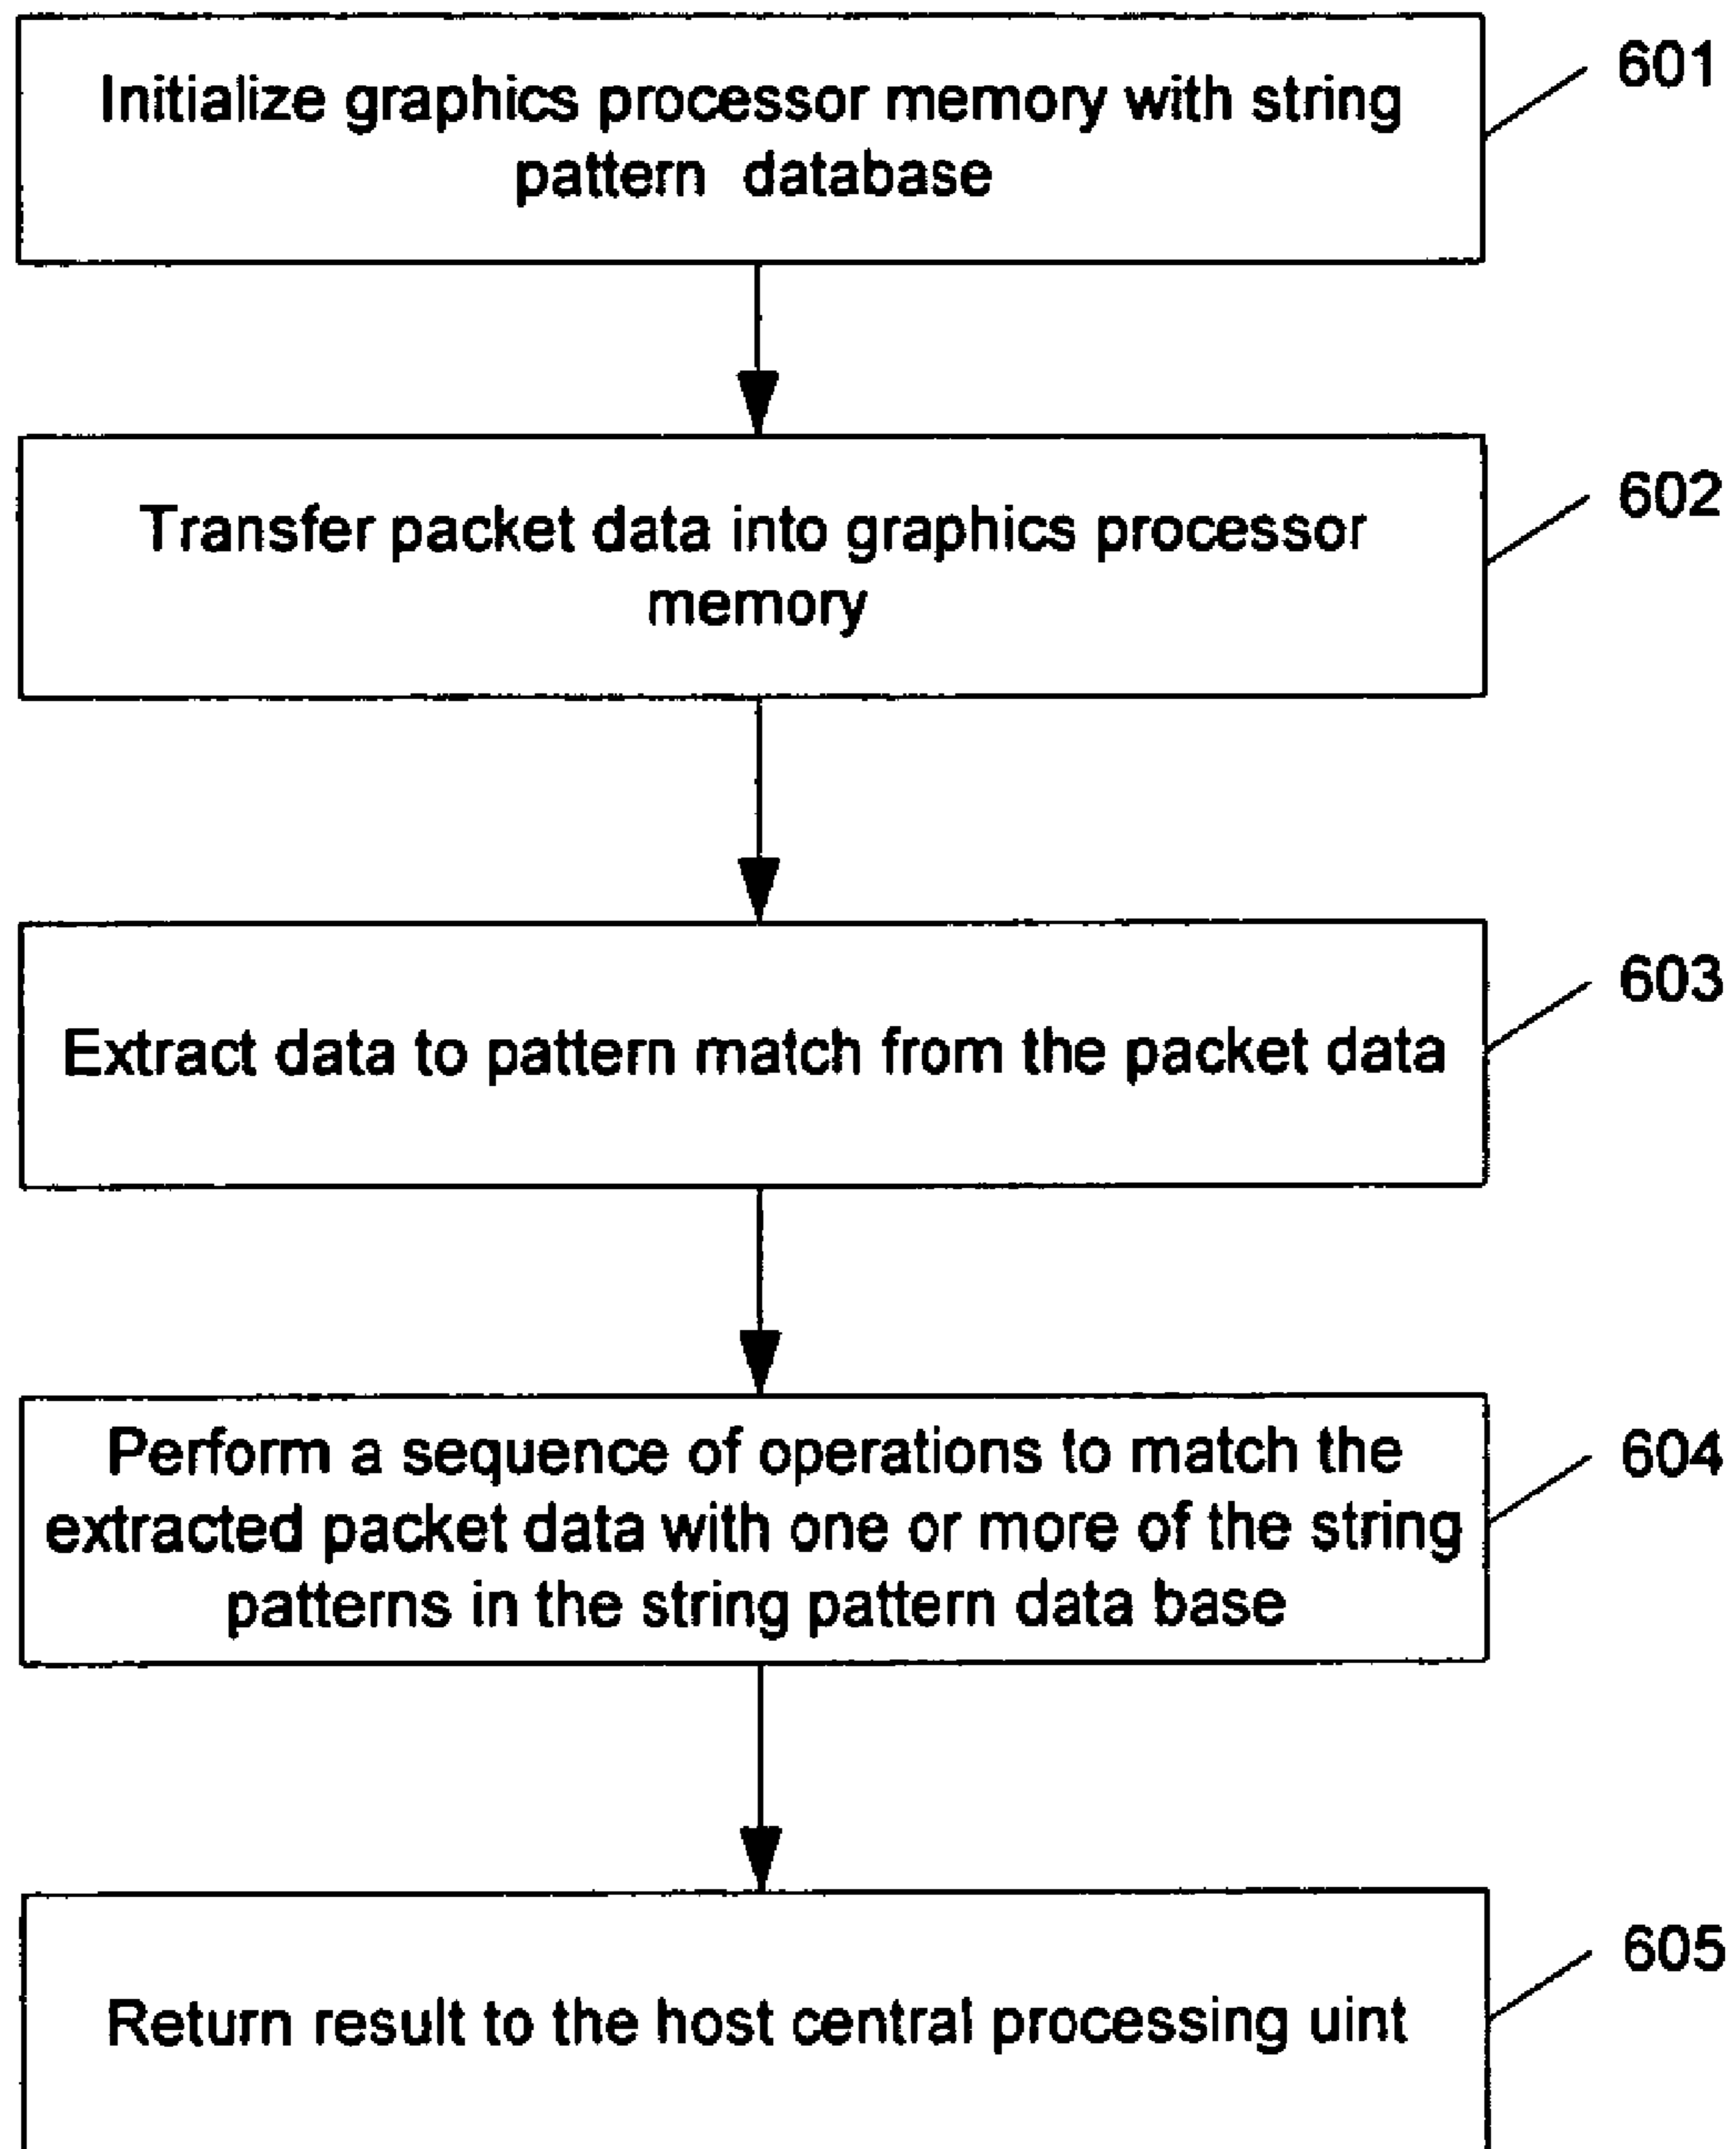 Initialize graphics processor memory with string
pattern database
601
Transfer packet data into graphics processor
memory
602
Extract data to pattern match from the packet data
603
Perform a sequence of operations to match the
extracted packet data with one or more of the string
patterns in the string pattern data base
604
Return result to the host central processing uint
605